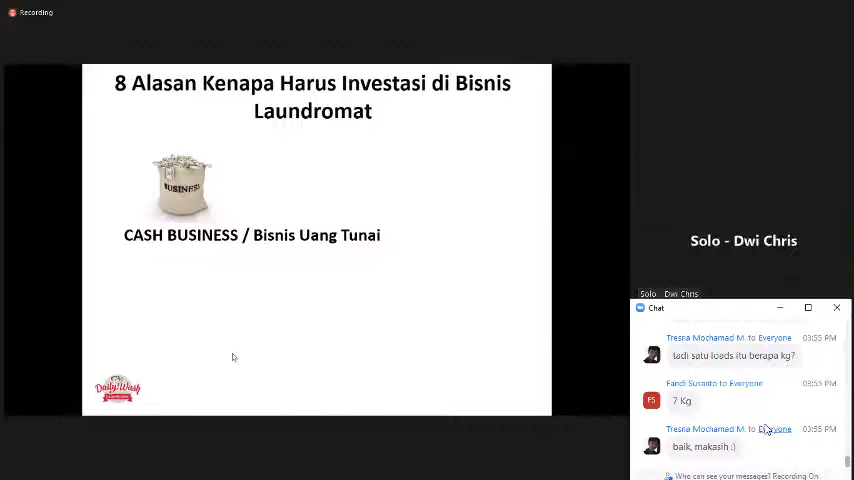 Recording
8 Alasan Kenapa Harus Investasi di Bisnis
Laundromat
BUSINESS
CASH BUSINESS / Bisnis Uang Tunai
The
Daily Wash
Solo - Dwi Chris
Solo - Dwi Chris
Chat
Tresna Mochamad M. to Everyone 03:55 PM
tadi satu loads itu berapa kg?
Fandi Susanto to Everyone 03:55 PM
FS
7 Kg
Tresna Mochamad M. to Everyone 03:55 PM
baik, makasih :)
Who can see your messages? Recording On